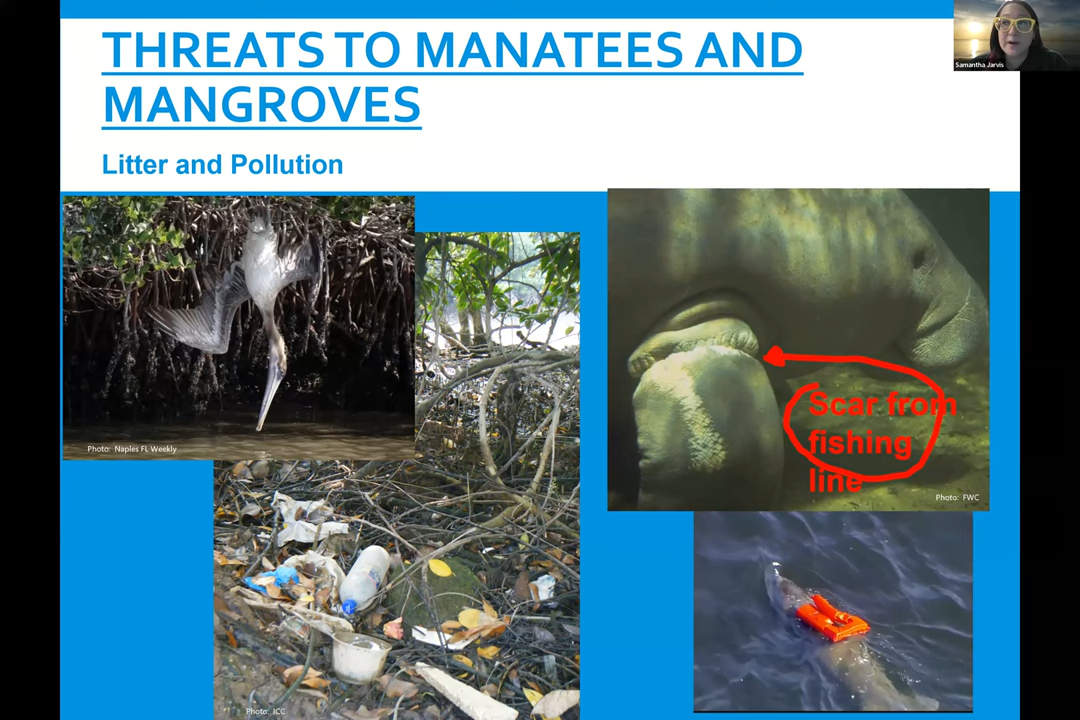 THREATS TO MANATEES AND
MANGROVES
Litter and Pollution
Samantha Jarvis
Photo: Naples FL Weekly
Scar from
fishing
line
Photo: FWC
Photo: ICC